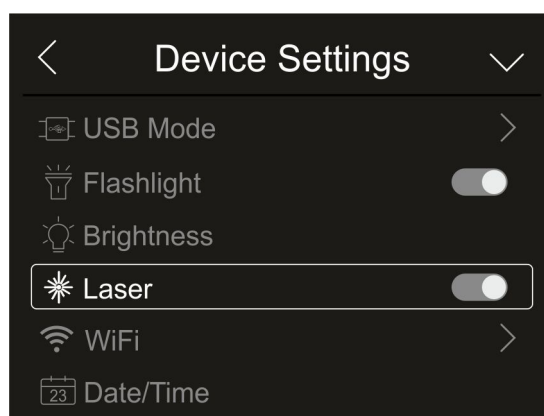 Device Settings
USB Mode
Flashlight
Brightness
Laser
WiFi
23 Date/Time